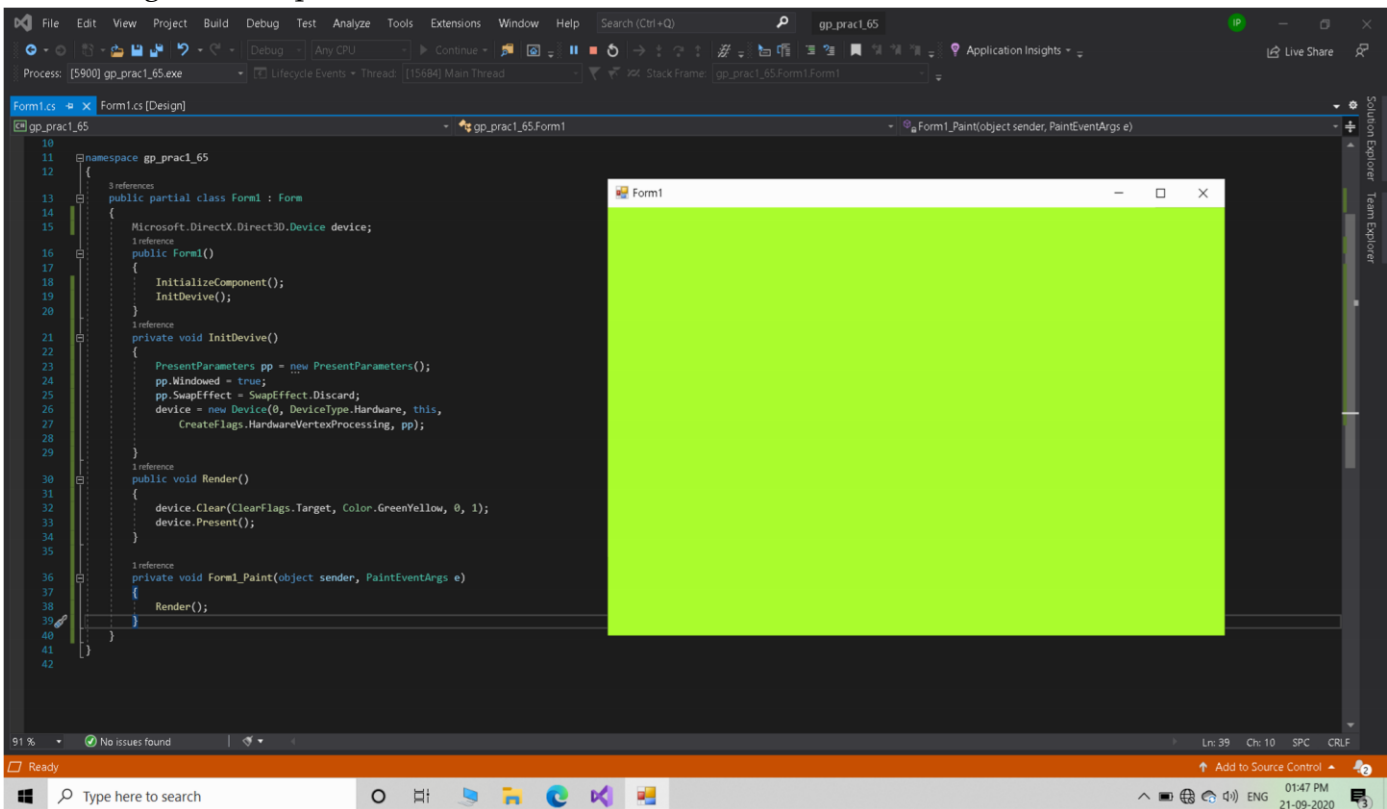 File Edit View Project Build Debug Test Analyze Tools Extensions Window Help Search (Ctrl+Q) gp_prac1_65 IP
Debug Any CPU Continue Application Insights Live Share
Process: [5900] gp_prac1_65.exe Lifecycle Events Thread: [15684] Main Thread Stack Frame: gp_prac1_65.Form1.Form1
Form1.cs Form1.cs [Design]
gp_prac1_65 gp_prac1_65.Form1 Form1_Paint(object sender, PaintEventArgs e)
Solution Explorer
Team Explorer
10
11 namespace gp_prac1_65
12 {
3 references
13 public partial class Form1 : Form
14 {
15 Microsoft.DirectX.Direct3D.Device device;
1 reference
16 public Form1()
17 {
18 InitializeComponent();
19 InitDevive();
20 }
1 reference
21 private void InitDevive()
22 {
23 PresentParameters pp = new PresentParameters();
24 pp.Windowed = true;
25 pp.SwapEffect = SwapEffect.Discard;
26 device = new Device(0, DeviceType.Hardware, this,
27 CreateFlags.HardwareVertexProcessing, pp);
28
29 }
1 reference
30 public void Render()
31 {
32 device.Clear(ClearFlags.Target, Color.GreenYellow, 0, 1);
33 device.Present();
34 }
35
1 reference
36 private void Form1_Paint(object sender, PaintEventArgs e)
37 {
38 Render();
39 }
40 }
41 }
42
Form1
91 % No issues found Ln: 39 Ch: 10 SPC CRLF
Ready Add to Source Control 2
Type here to search ENG 01:47 PM
21-09-2020 3